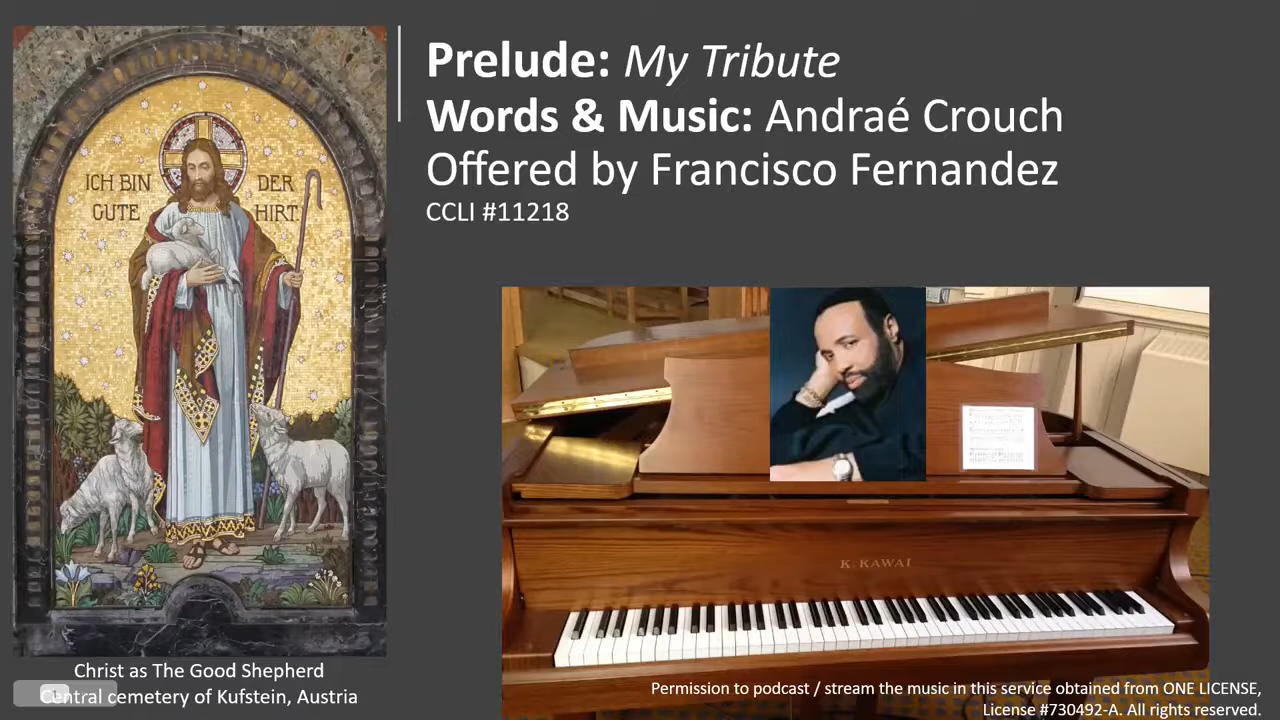 Prelude: My Tribute
Words & Music: Andraé Crouch
Offered by Francisco Fernandez
CCLI #11218
ICH BIN DER
GUTE HIRT.
K. KAWAI
Christ as The Good Shepherd
Central cemetery of Kufstein, Austria
Permission to podcast / stream the music in this service obtained from ONE LICENSE,
License #730492-A. All rights reserved.